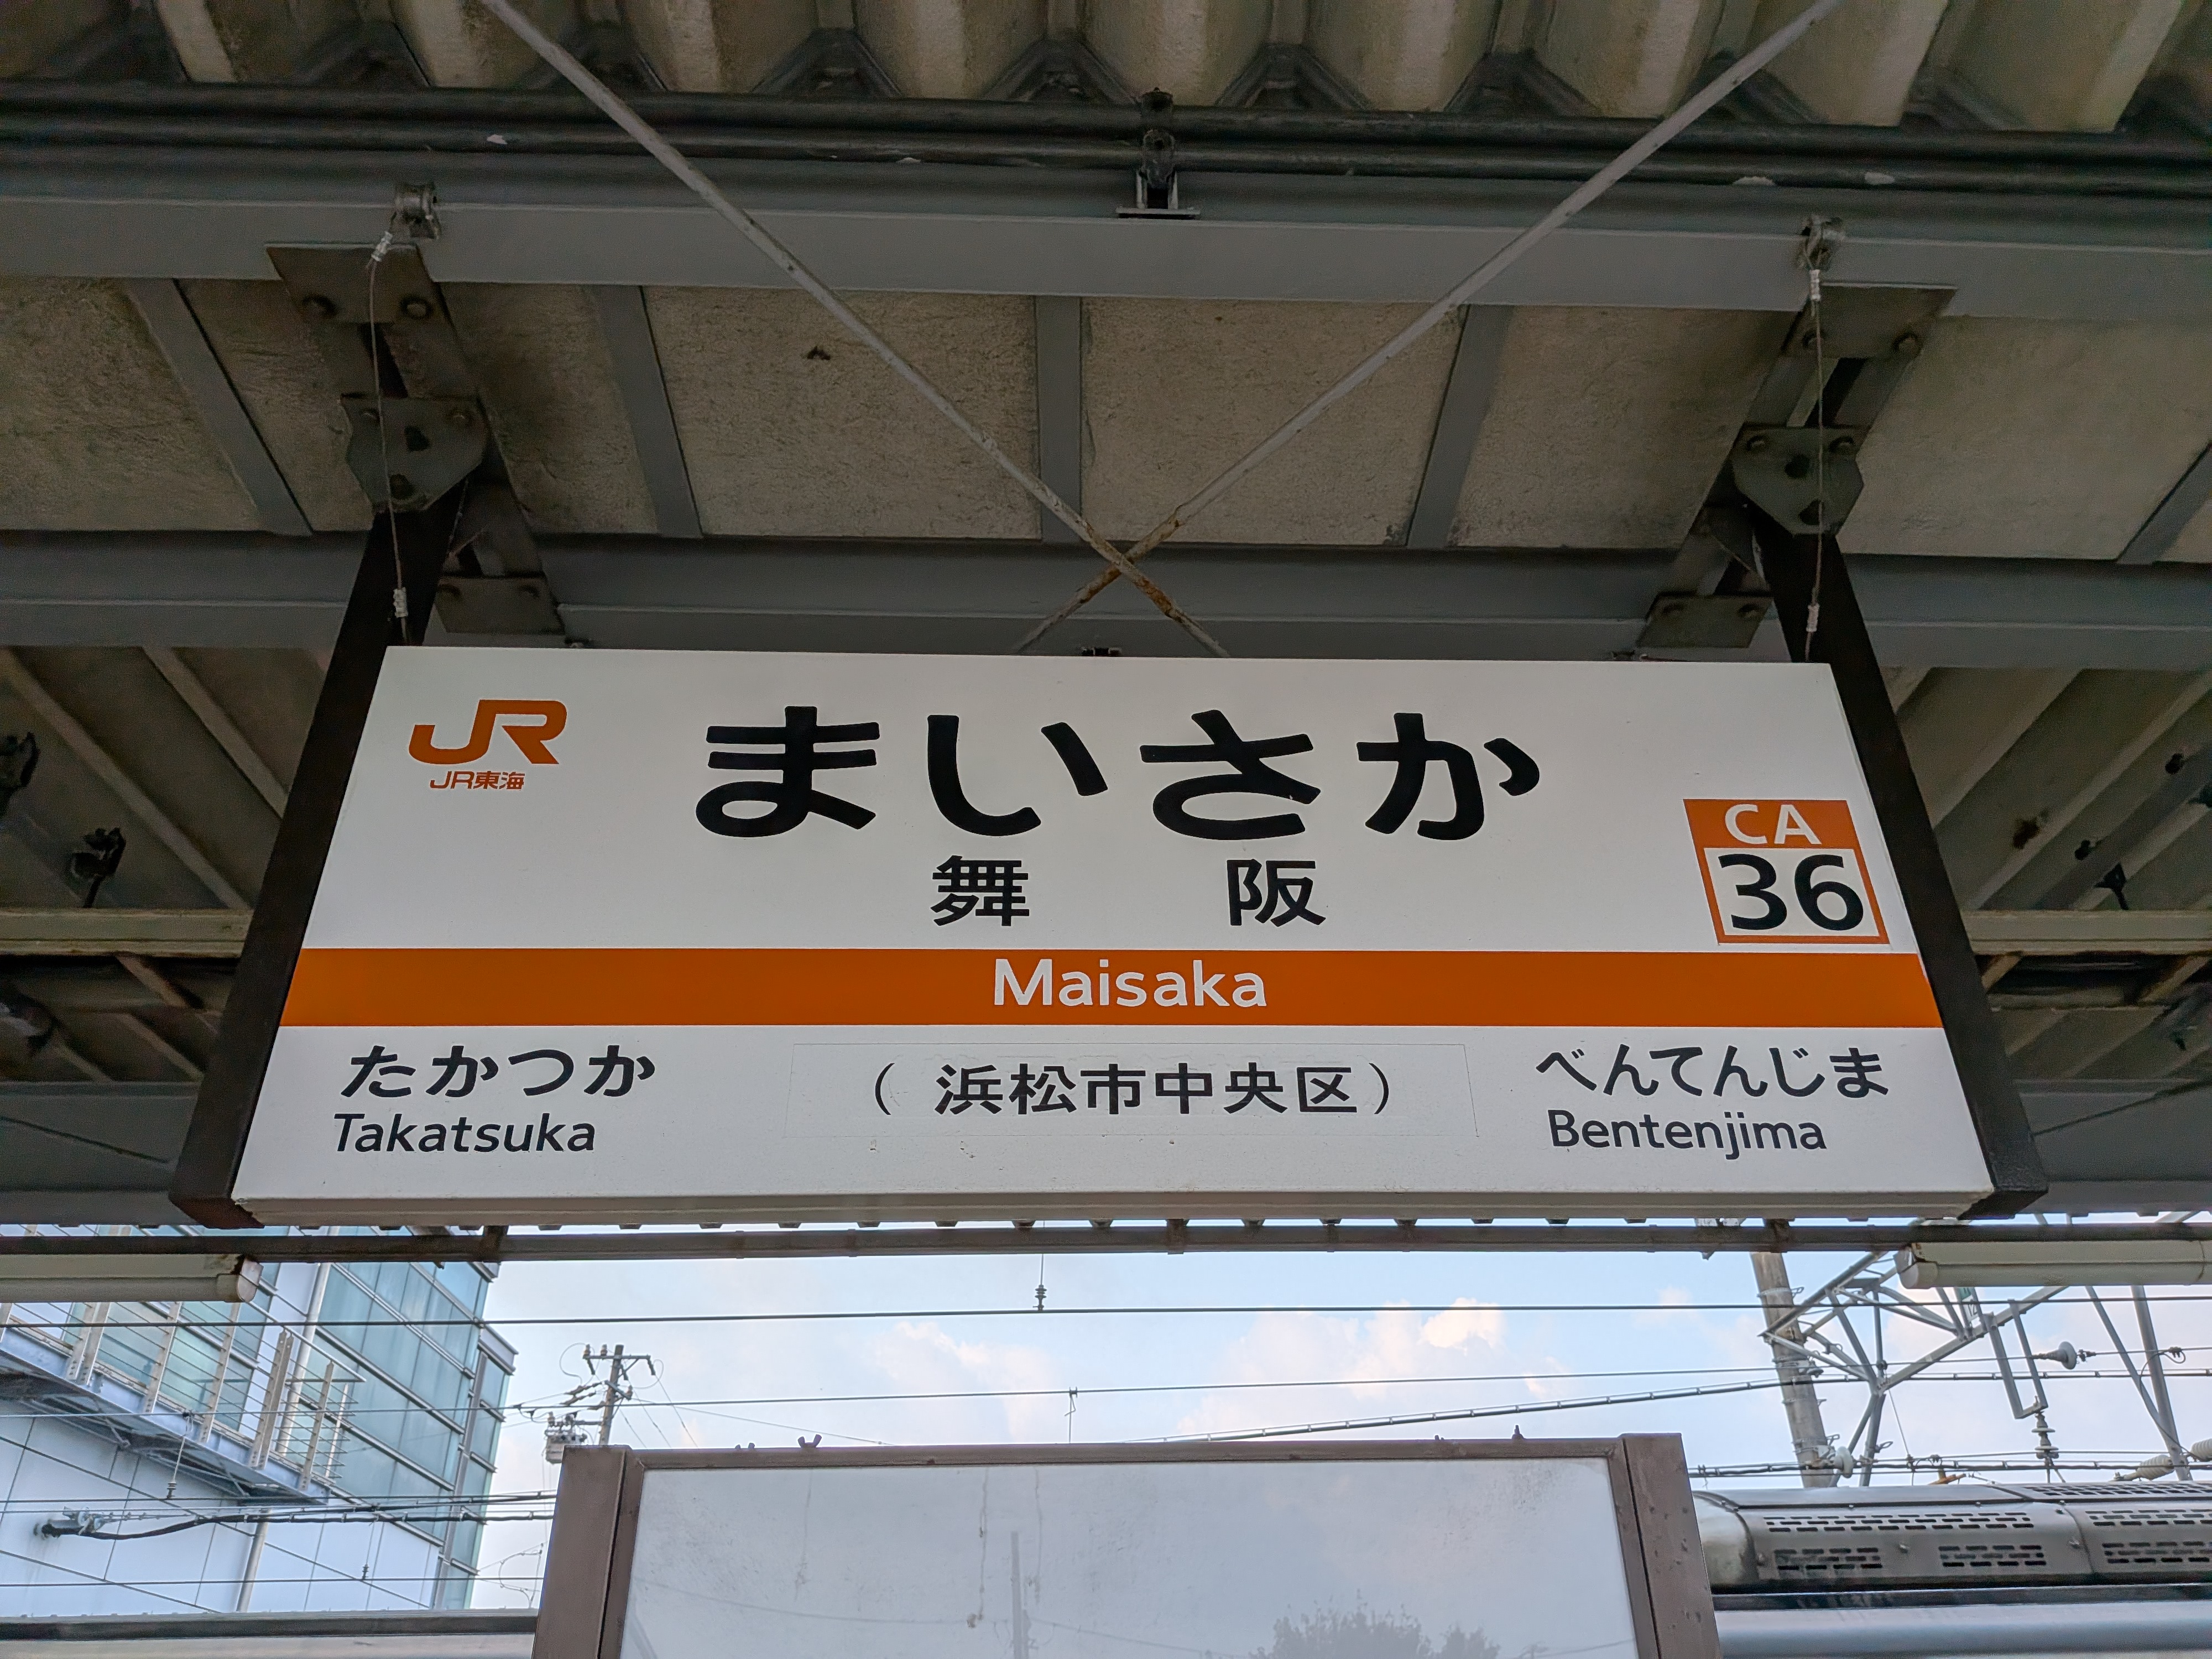 JR
JR東海
まいさか
舞 阪
CA
36
Maisaka
たかつか
Takatsuka
( 浜松市中央区)
べんてんじま
Bentenjima